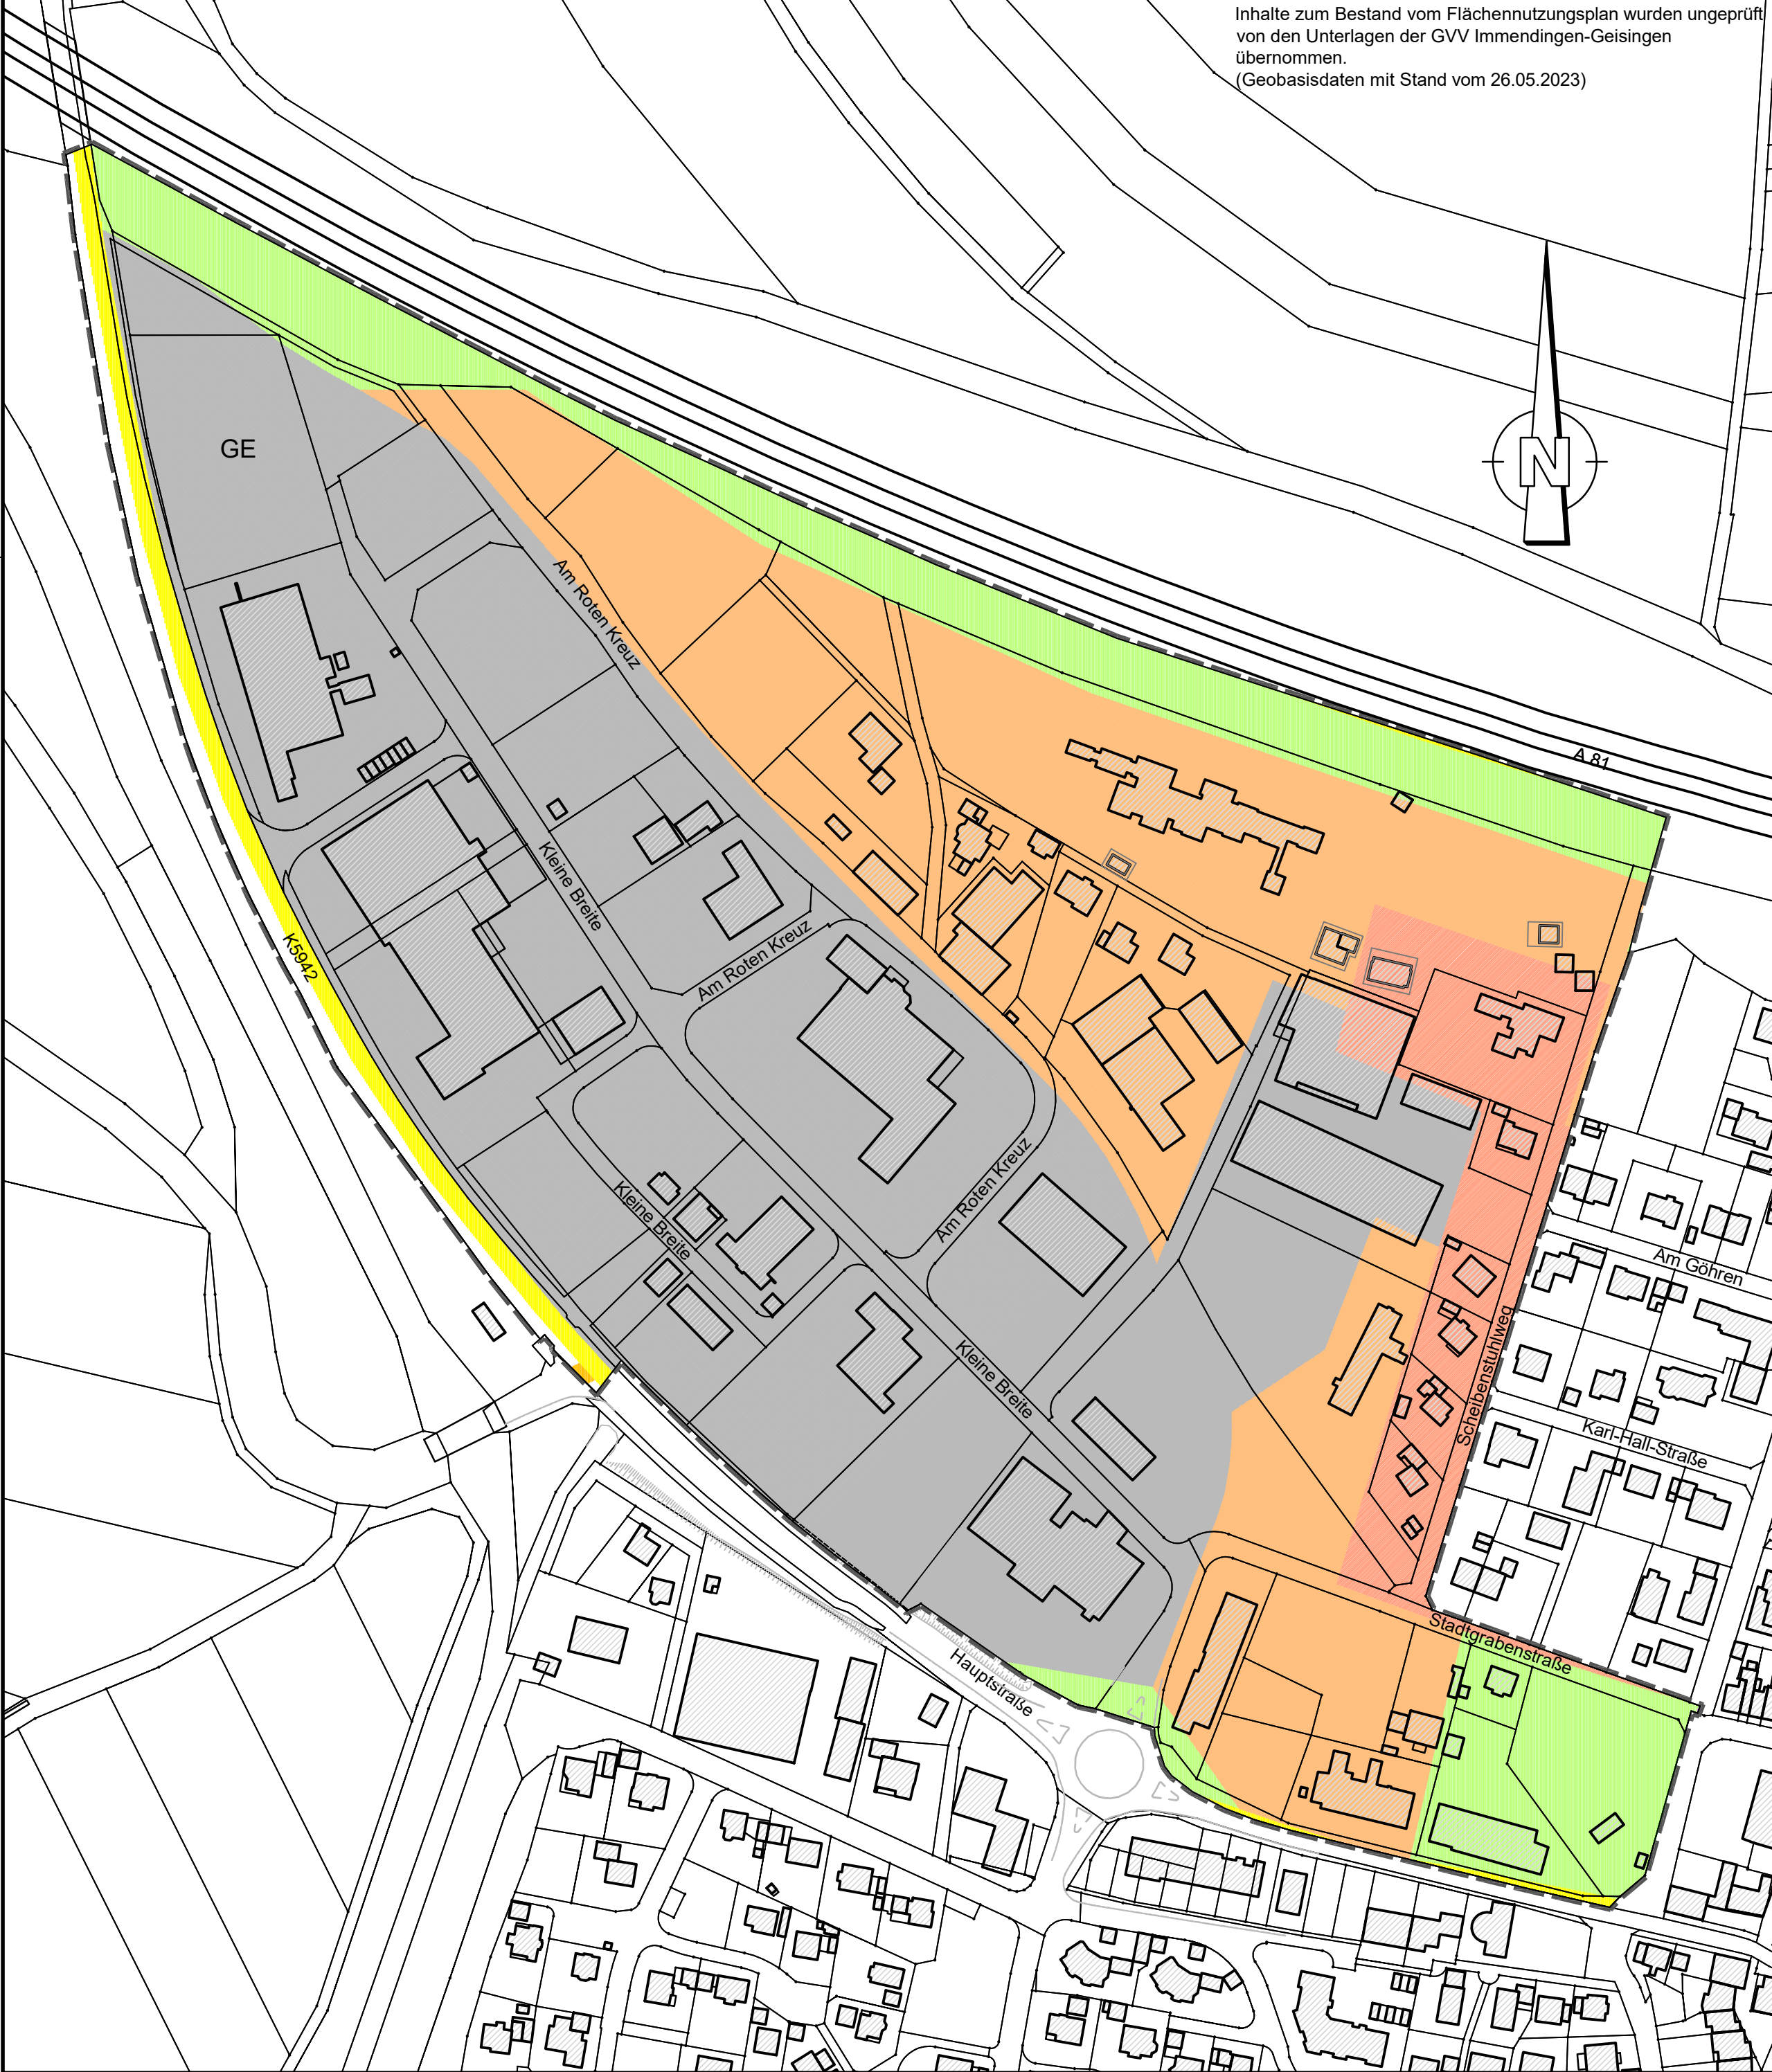 Inhalte zum Bestand vom Flächennutzungsplan wurden ungeprüft
von den Unterlagen der GVV Immendingen-Geisingen
übernommen.
(Geobasisdaten mit Stand vom 26.05.2023)
N
GE
Am Roten Kreuz
A 81
Kleine Breite
K5942
Am Roten Kreuz
Am Roten Kreuz
Kleine Breite
Am Göhren
Kleine Breite
Scheibenstuhlweg
Karl-Hall-Straße
Stadtgrabenstraße
Hauptstraße